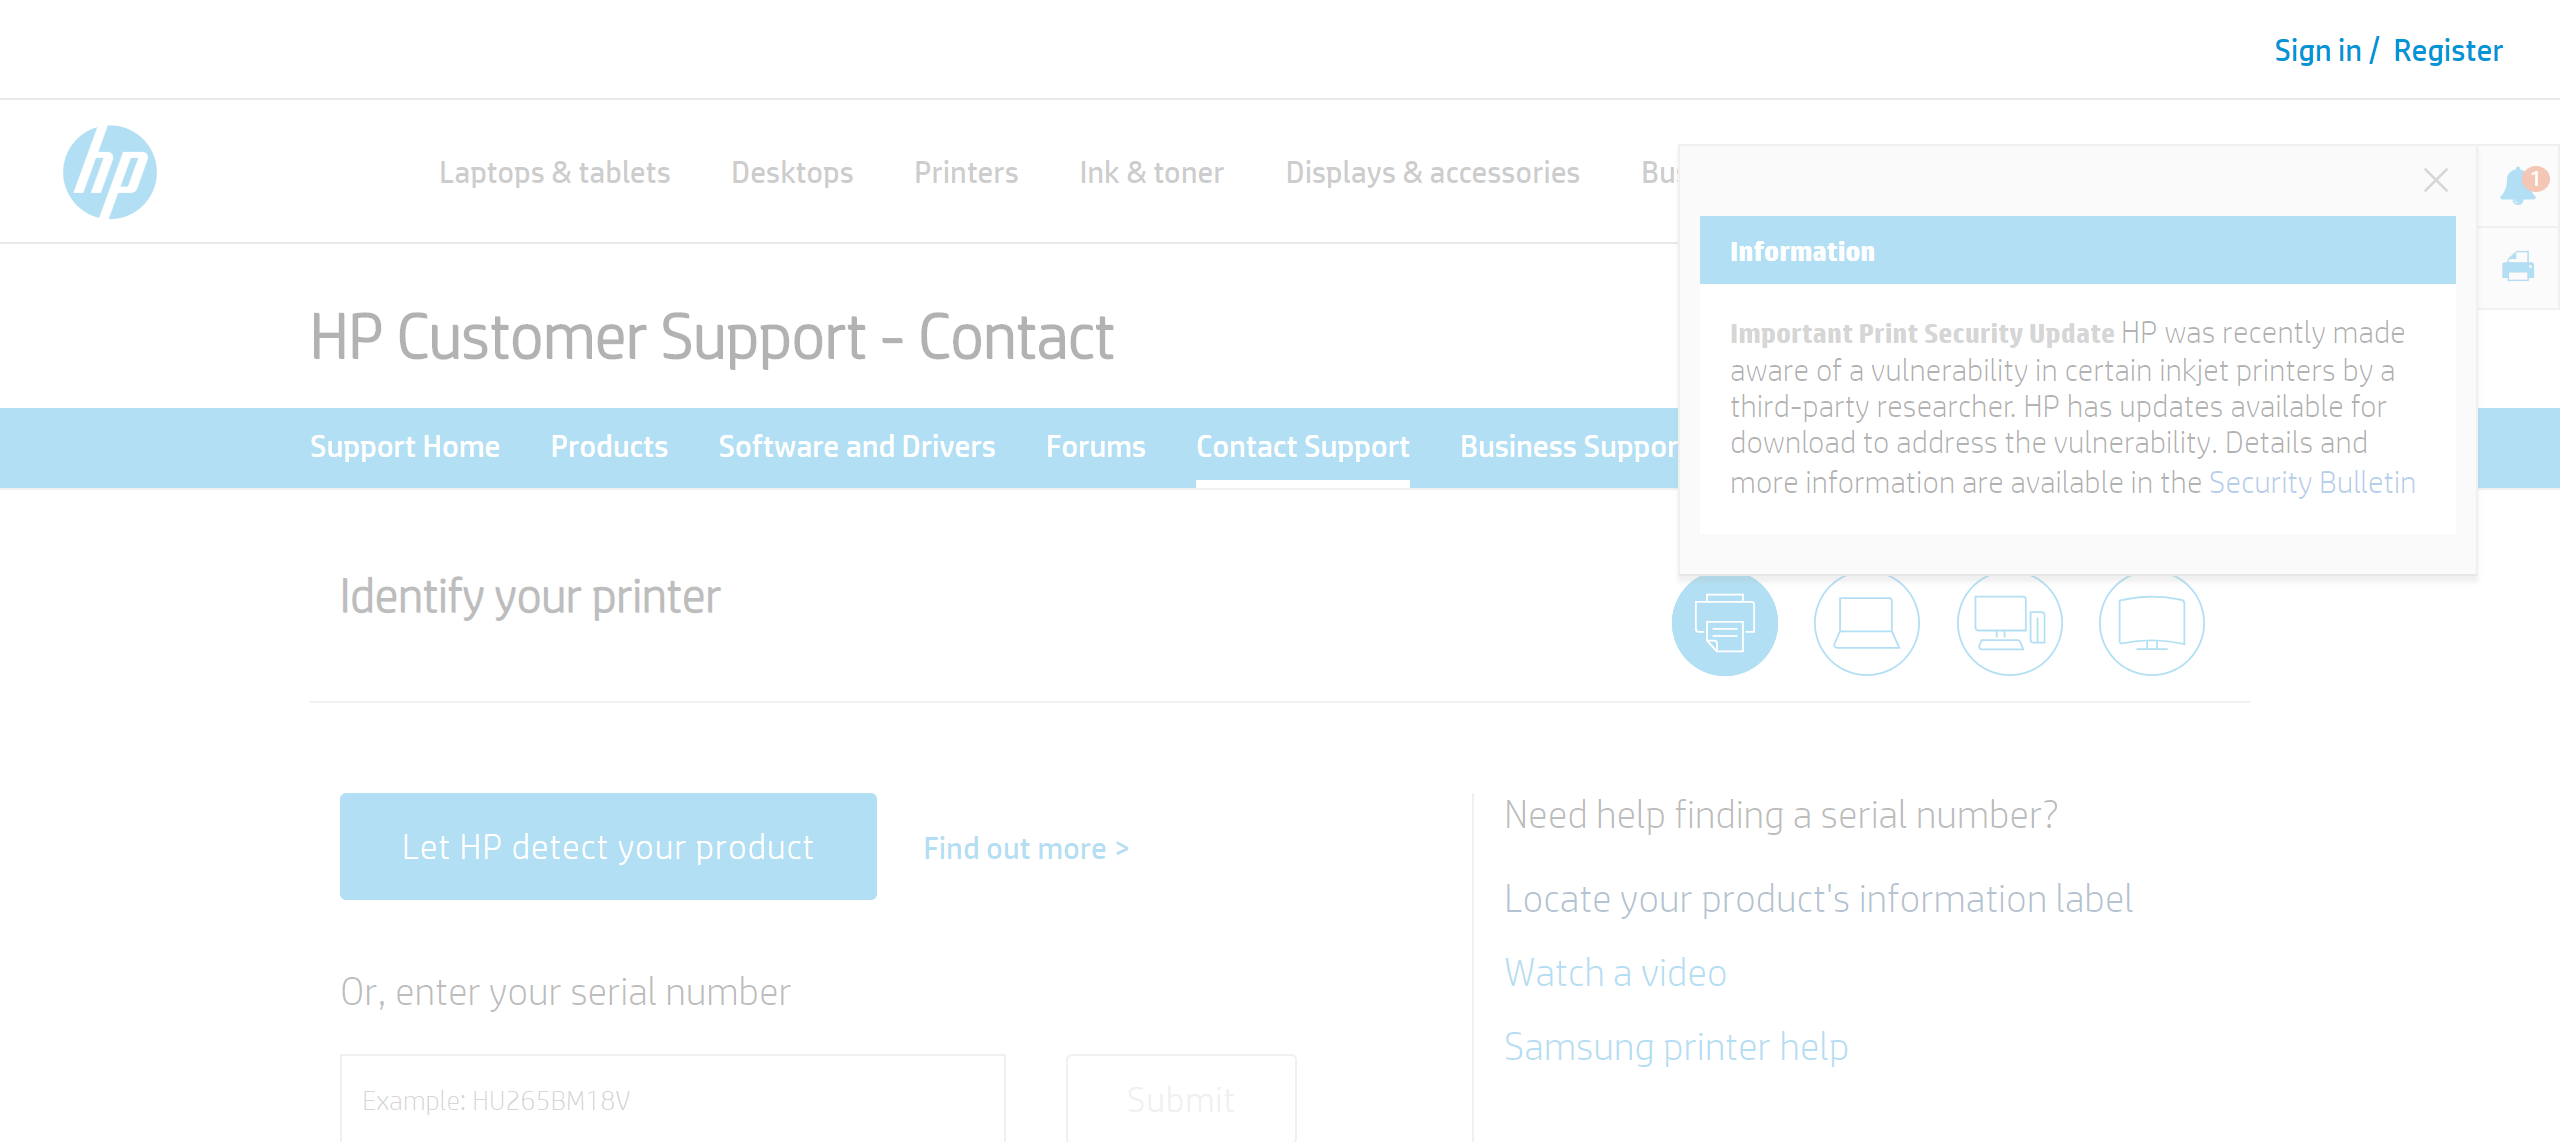 Sign in / Register
hp
Laptops & tablets Desktops Printers Ink & toner Displays & accessories
1
Information
Important Print Security Update HP was recently made
aware of a vulnerability in certain inkjet printers by a
third-party researcher. HP has updates available for
download to address the vulnerability. Details and
more information are available in the Security Bulletin
HP Customer Support - Contact
Support Home Products Software and Drivers Forums Contact Support Business Suppor
Identify your printer
Let HP detect your product Find out more >
Or, enter your serial number
Example: HU265BM18V Submit
Need help finding a serial number?
Locate your product's information label
Watch a video
Samsung printer help